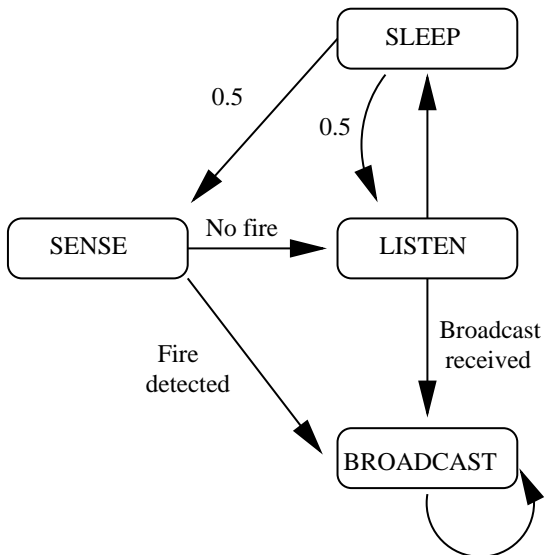 SLEEP
0.5
0.5
SENSE
No fire
LISTEN
Fire
detected
Broadcast
received
BROADCAST